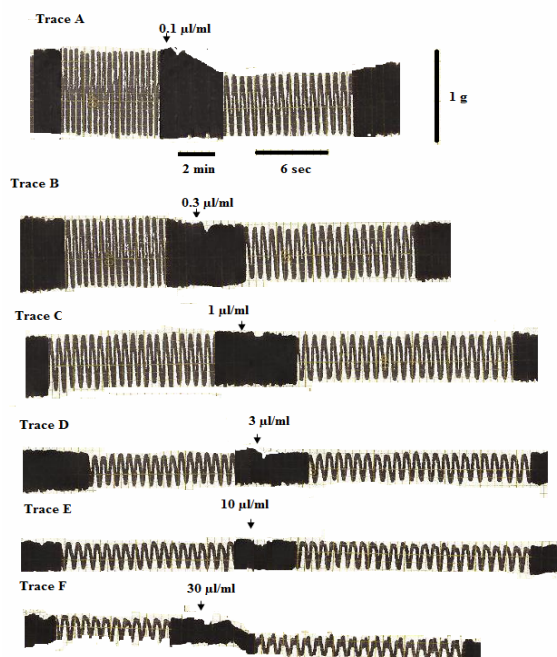 Trace A
0.1 µl/ml
1 g
2 min
6 sec
Trace B
0.3 µl/ml
Trace C
1 µl/ml
Trace D
3 µl/ml
Trace E
10 µl/ml
Trace F
30 µl/ml